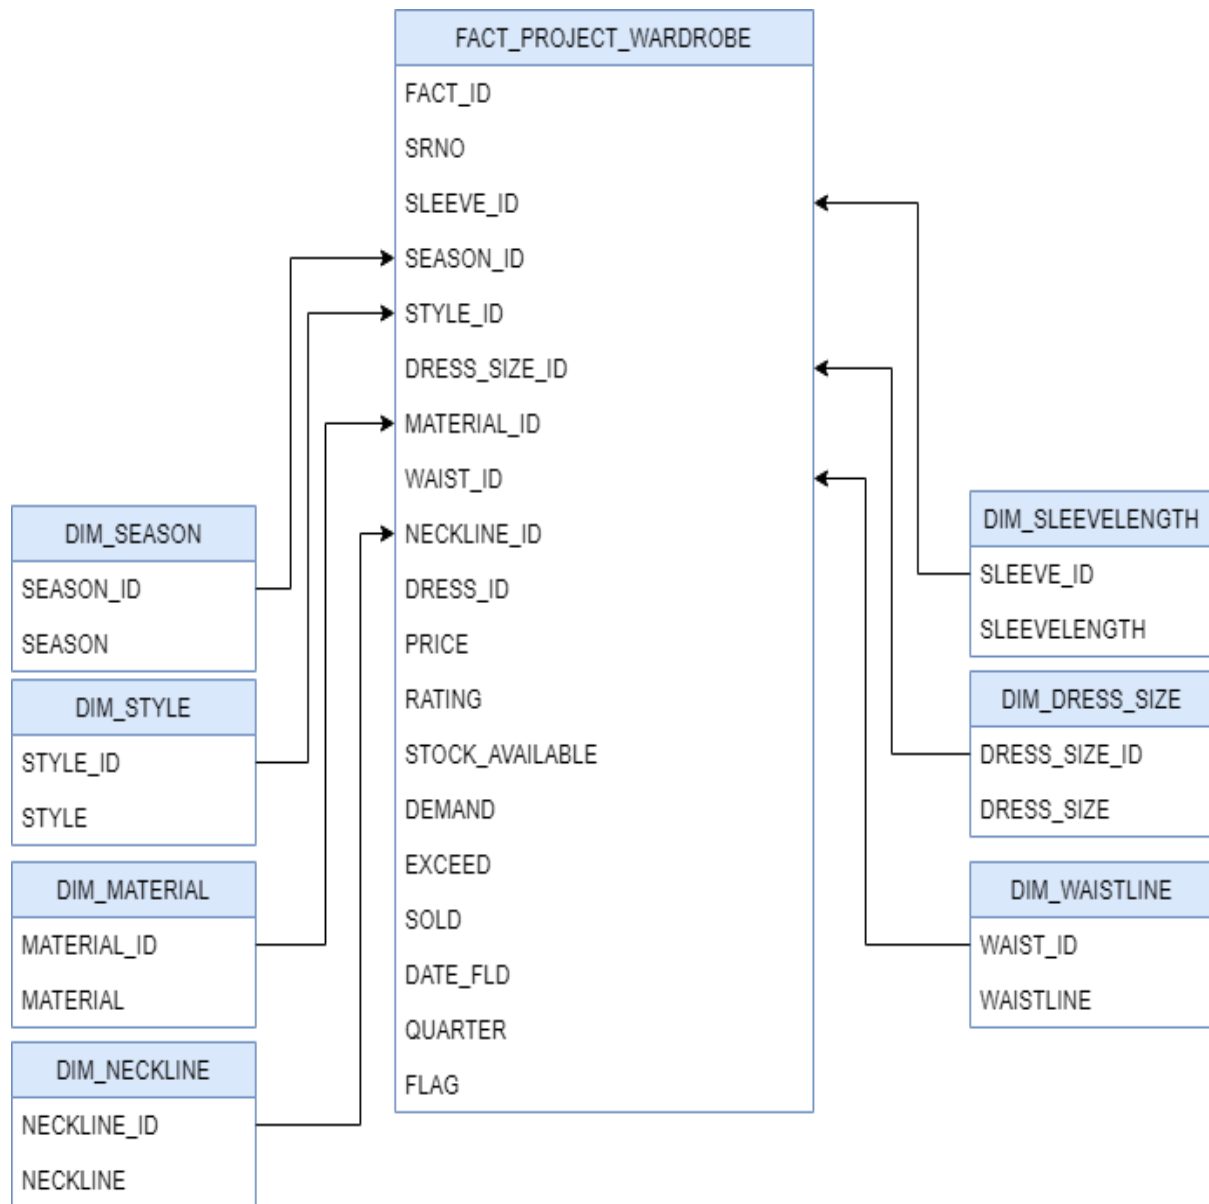 FACT_PROJECT_WARDROBE
FACT_ID
SRNO
SLEEVE_ID
SEASON_ID
STYLE_ID
DRESS_SIZE_ID
MATERIAL_ID
WAIST_ID
NECKLINE_ID
DRESS_ID
PRICE
RATING
STOCK_AVAILABLE
DEMAND
EXCEED
SOLD
DATE_FLD
QUARTER
FLAG
DIM_SEASON
SEASON_ID
SEASON
DIM_STYLE
STYLE_ID
STYLE
DIM_MATERIAL
MATERIAL_ID
MATERIAL
DIM_NECKLINE
NECKLINE_ID
NECKLINE
DIM_SLEEVELENGTH
SLEEVE_ID
SLEEVELENGTH
DIM_DRESS_SIZE
DRESS_SIZE_ID
DRESS_SIZE
DIM_WAISTLINE
WAIST_ID
WAISTLINE